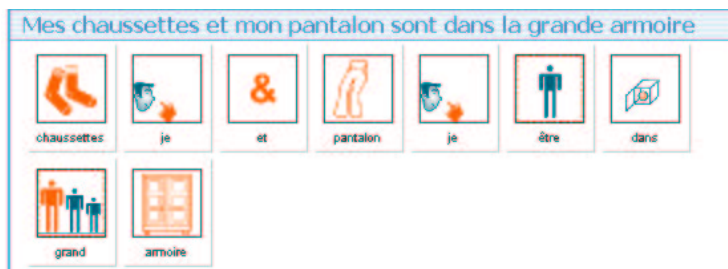 Mes chaussettes et mon pantalon sont dans la grande armoire
&
chaussettes je et pantalon je être dans
grand armoire